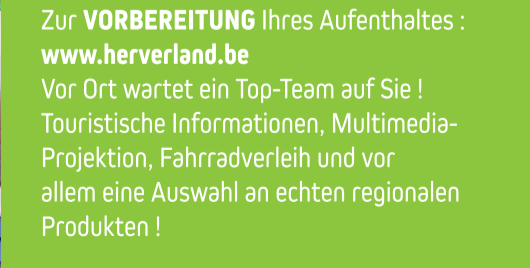 Zur VORBEREITUNG Ihres Aufenthaltes :
www.herverland.be
Vor Ort wartet ein Top-Team auf Sie !
Touristische Informationen, Multimedia-
Projektion, Fahrradverleih und vor
allem eine Auswahl an echten regionalen
Produkten !